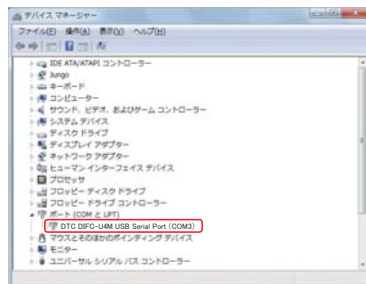 デバイス マネージャー
ファイル(F) 操作(A) 表示(V) ヘルプ(H)
IDE ATA/ATAPI コントローラー
Jungo
キーボード
コンピューター
サウンド、ビデオ、およびゲーム コントローラー
システム デバイス
ディスク ドライブ
ディスプレイ アダプター
ネットワーク アダプター
ヒューマン インターフェイス デバイス
プロセッサ
フロッピー ディスク ドライブ
フロッピー ドライブ コントローラー
ポート (COM と LPT)
DTC DIFC-U4M USB Serial Port (COM3)
マウスとそのほかのポインティング デバイス
モニター
ユニバーサル シリアル バス コントローラー